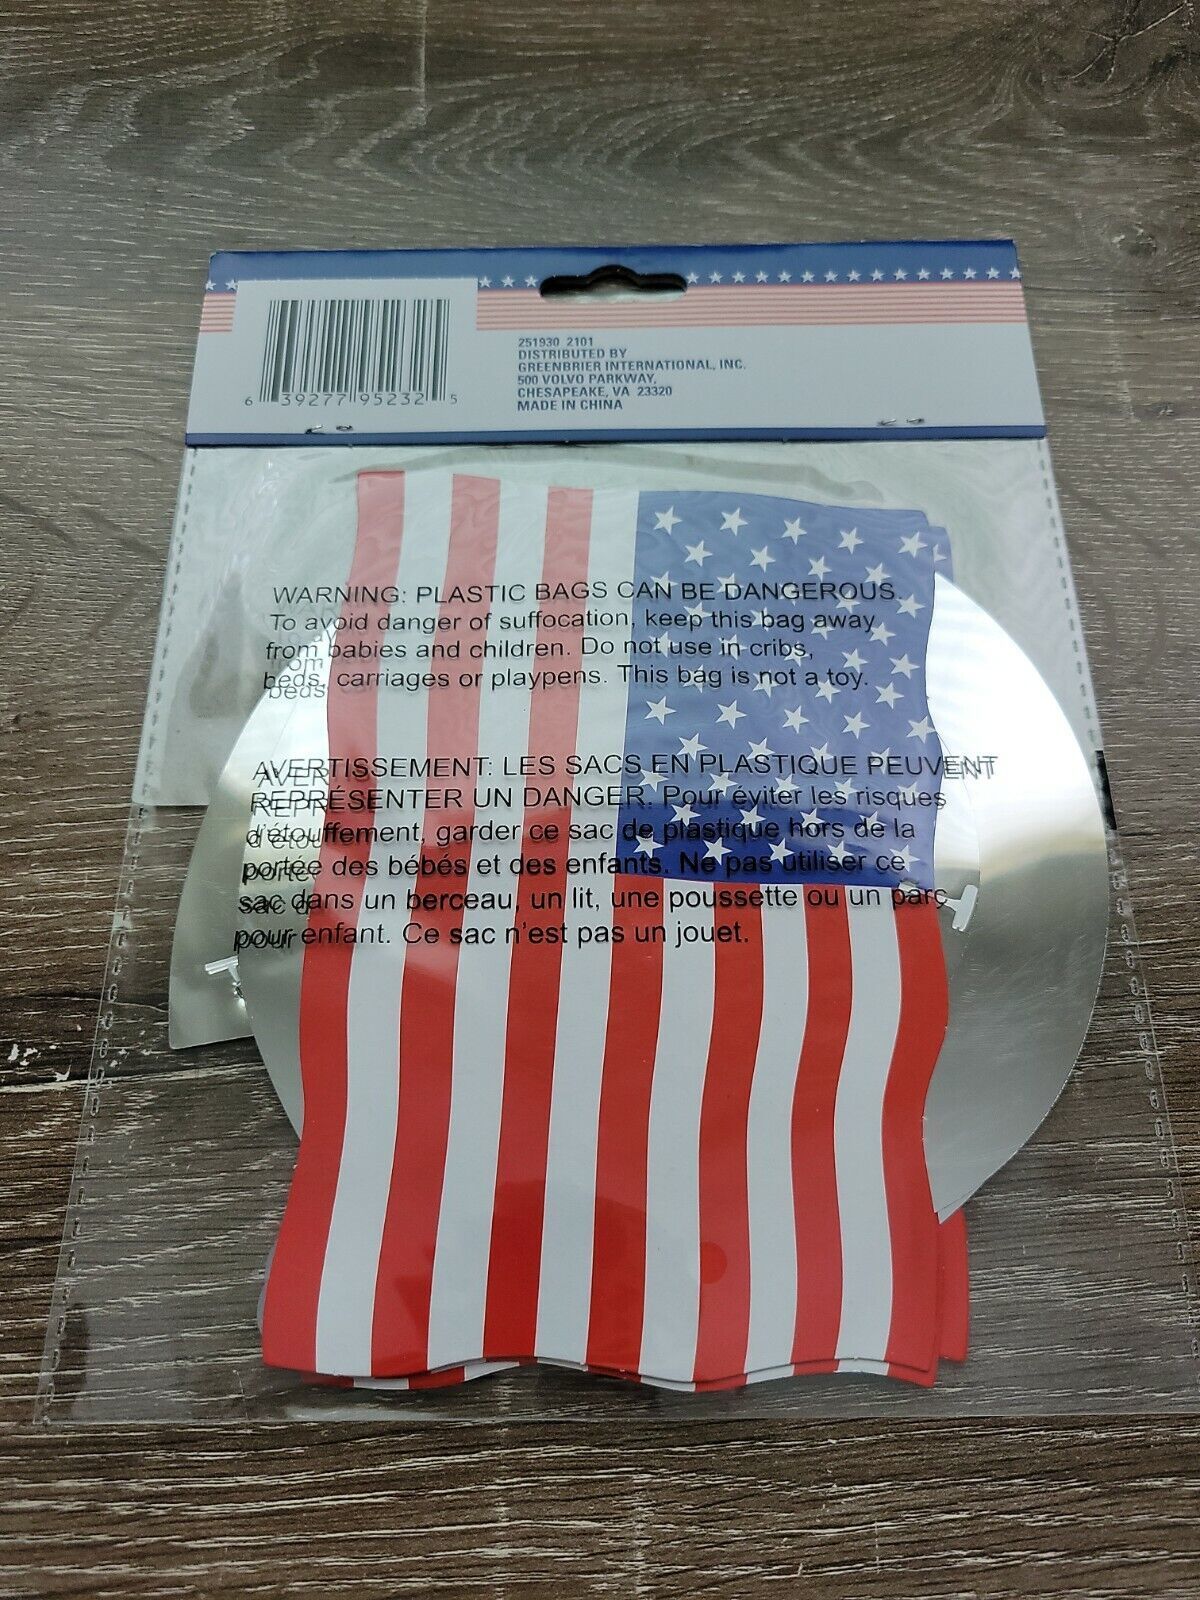 6 39277 95232 5
251930 2101
DISTRIBUTED BY
GREENBRIER INTERNATIONAL, INC.
500 VOLVO PARKWAY,
CHESAPEAKE, VA 23320
MADE IN CHINA
WARNING: PLASTIC BAGS CAN BE DANGEROUS.
To avoid danger of suffocation, keep this bag away
from babies and children. Do not use in cribs,
beds, carriages or playpens. This bag is not a toy.
AVERTISSEMENT: LES SACS EN PLASTIQUE PEUVENT
REPRÉSENTER UN DANGER. Pour éviter les risques
d'étouffement, garder ce sac de plastique hors de la
portée des bébés et des enfants. Ne pas utiliser ce
sac dans un berceau, un lit, une poussette ou un parc
pour enfant. Ce sac n'est pas un jouet.